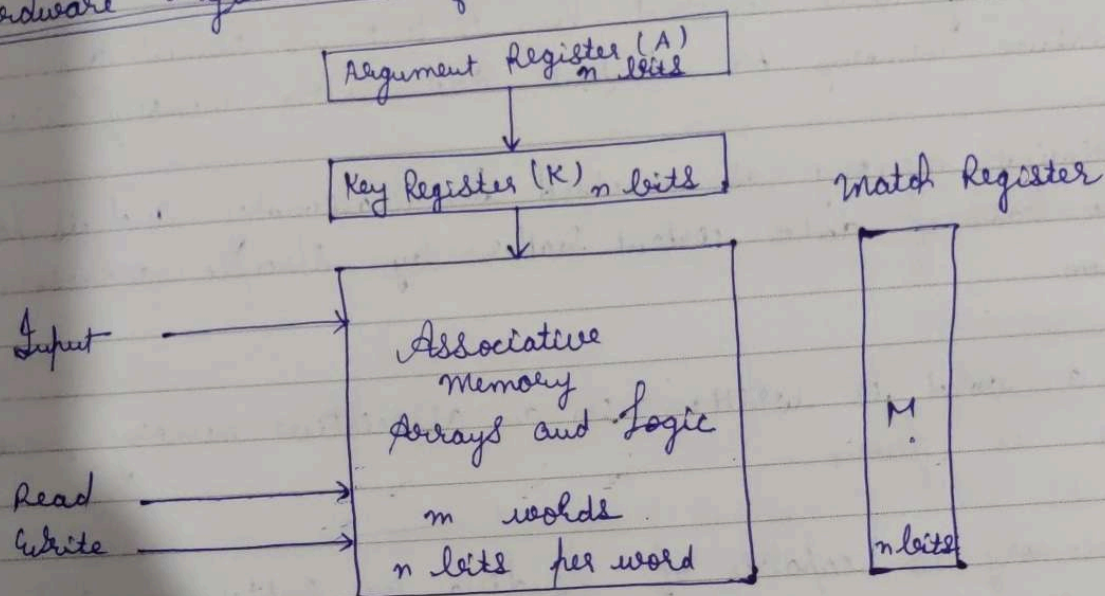 Argument Register (A)
n bits
Key Register (K) n bits
Match Register
Input
Associative
Memory
Arrays and Logic
M
Read
Write
m words
n bits per word
n bits